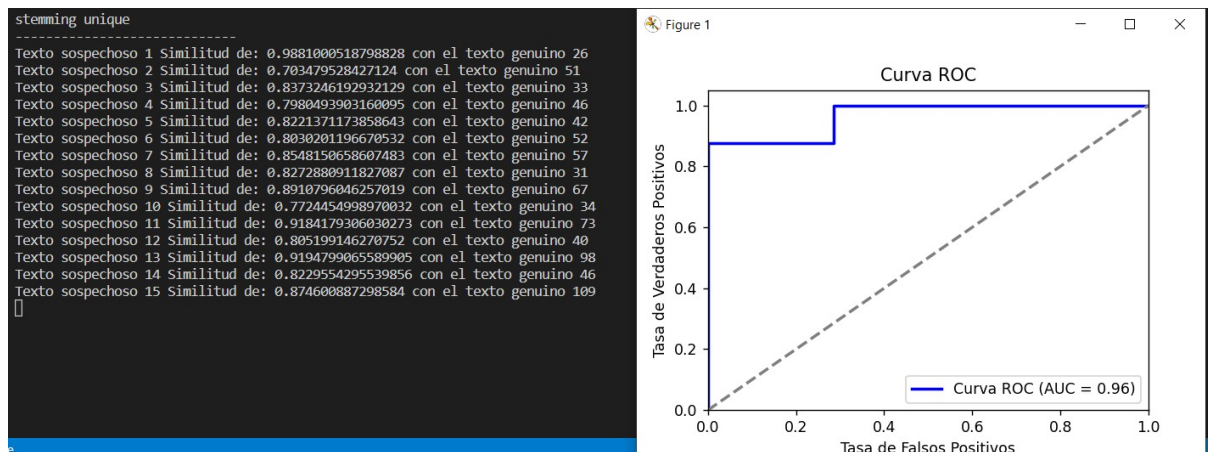 stemming unique
----------------------------
Texto sospechoso 1 Similitud de: 0.9881000518798828 con el texto genuino 26
Texto sospechoso 2 Similitud de: 0.703479528427124 con el texto genuino 51
Texto sospechoso 3 Similitud de: 0.8373246192932129 con el texto genuino 33
Texto sospechoso 4 Similitud de: 0.7980493903160095 con el texto genuino 46
Texto sospechoso 5 Similitud de: 0.8221371173858643 con el texto genuino 42
Texto sospechoso 6 Similitud de: 0.8030201196670532 con el texto genuino 52
Texto sospechoso 7 Similitud de: 0.8548150658607483 con el texto genuino 57
Texto sospechoso 8 Similitud de: 0.8272880911827087 con el texto genuino 31
Texto sospechoso 9 Similitud de: 0.8910796046257019 con el texto genuino 67
Texto sospechoso 10 Similitud de: 0.7724454998970032 con el texto genuino 34
Texto sospechoso 11 Similitud de: 0.9184179306030273 con el texto genuino 73
Texto sospechoso 12 Similitud de: 0.805199146270752 con el texto genuino 40
Texto sospechoso 13 Similitud de: 0.9194799065589905 con el texto genuino 98
Texto sospechoso 14 Similitud de: 0.8229554295539856 con el texto genuino 46
Texto sospechoso 15 Similitud de: 0.874600887298584 con el texto genuino 109
e
Figure 1
Curva ROC
Tasa de Verdaderos Positivos
1.0
0.8
0.6
0.4
0.2
0.0
Curva ROC (AUC = 0.96)
0.0 0.2 0.4 0.6 0.8 1.0
Tasa de Falsos Positivos